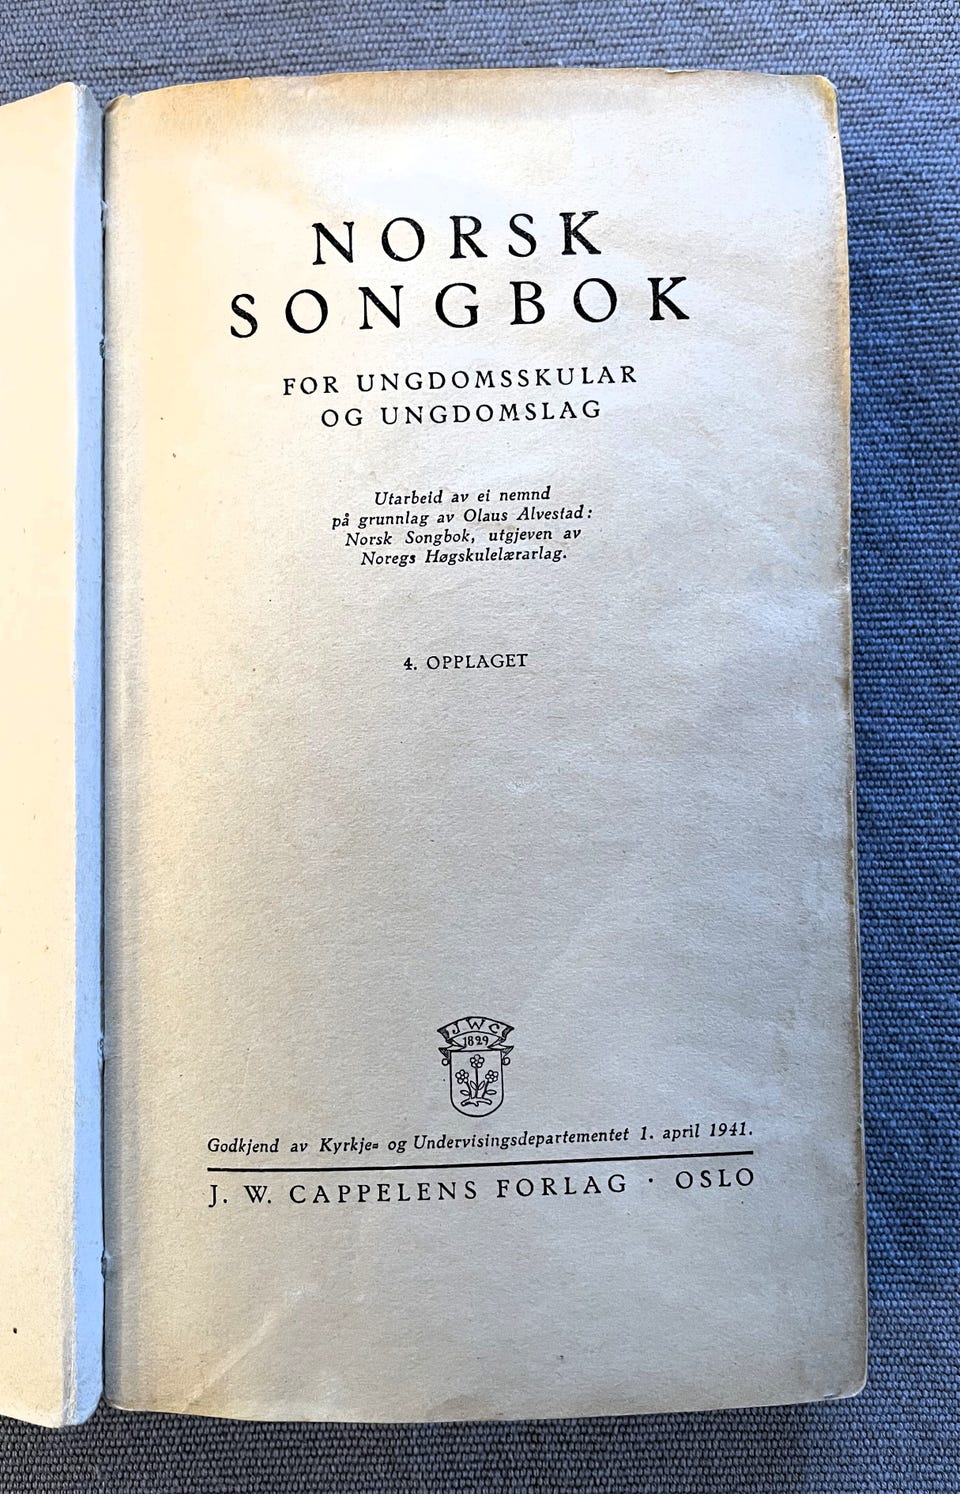 NORSK
SONGBOK
FOR UNGDOMSSKULAR
OG UNGDOMSLAG
Utarbeid av ei nemnd
på grunnlag av Olaus Alvestad:
Norsk Songbok, utgjeven av
Noregs Høgskulelærarlag.
4. OPPLAGET
JWC
1829
Godkjend av Kyrkje= og Undervisingsdepartementet 1. april 1941.
J. W. CAPPELENS FORLAG · OSLO